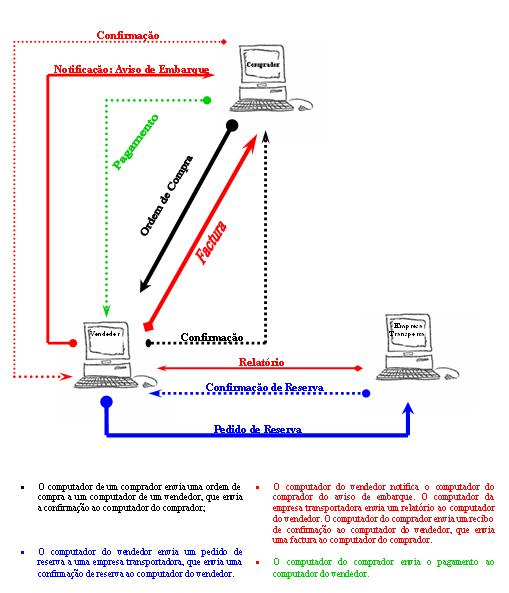 Confirmação
Comprador
Notificação: Aviso de Embarque
Pagamento
Ordem de Compra
Factura
Vendedor
Empresa
Confirmação
Relatório
Confirmação de Reserva
Pedido de Reserva
• O computador de um comprador envia uma ordem de
compra a um computador de um vendedor, que envia
a confirmação ao computador do comprador;
• O computador do vendedor envia um pedido de
reserva a uma empresa transportadora, que envia uma
confirmação de reserva ao computador do vendedor.
• O computador do vendedor notifica o computador do
comprador do aviso de embarque. O computador da
empresa transportadora envia um relatório ao computador
do vendedor. O computador do comprador envia um recibo
de confirmação ao computador do vendedor, que envia
uma factura ao computador do comprador.
• O computador do comprador envia o pagamento ao
computador do vendedor.